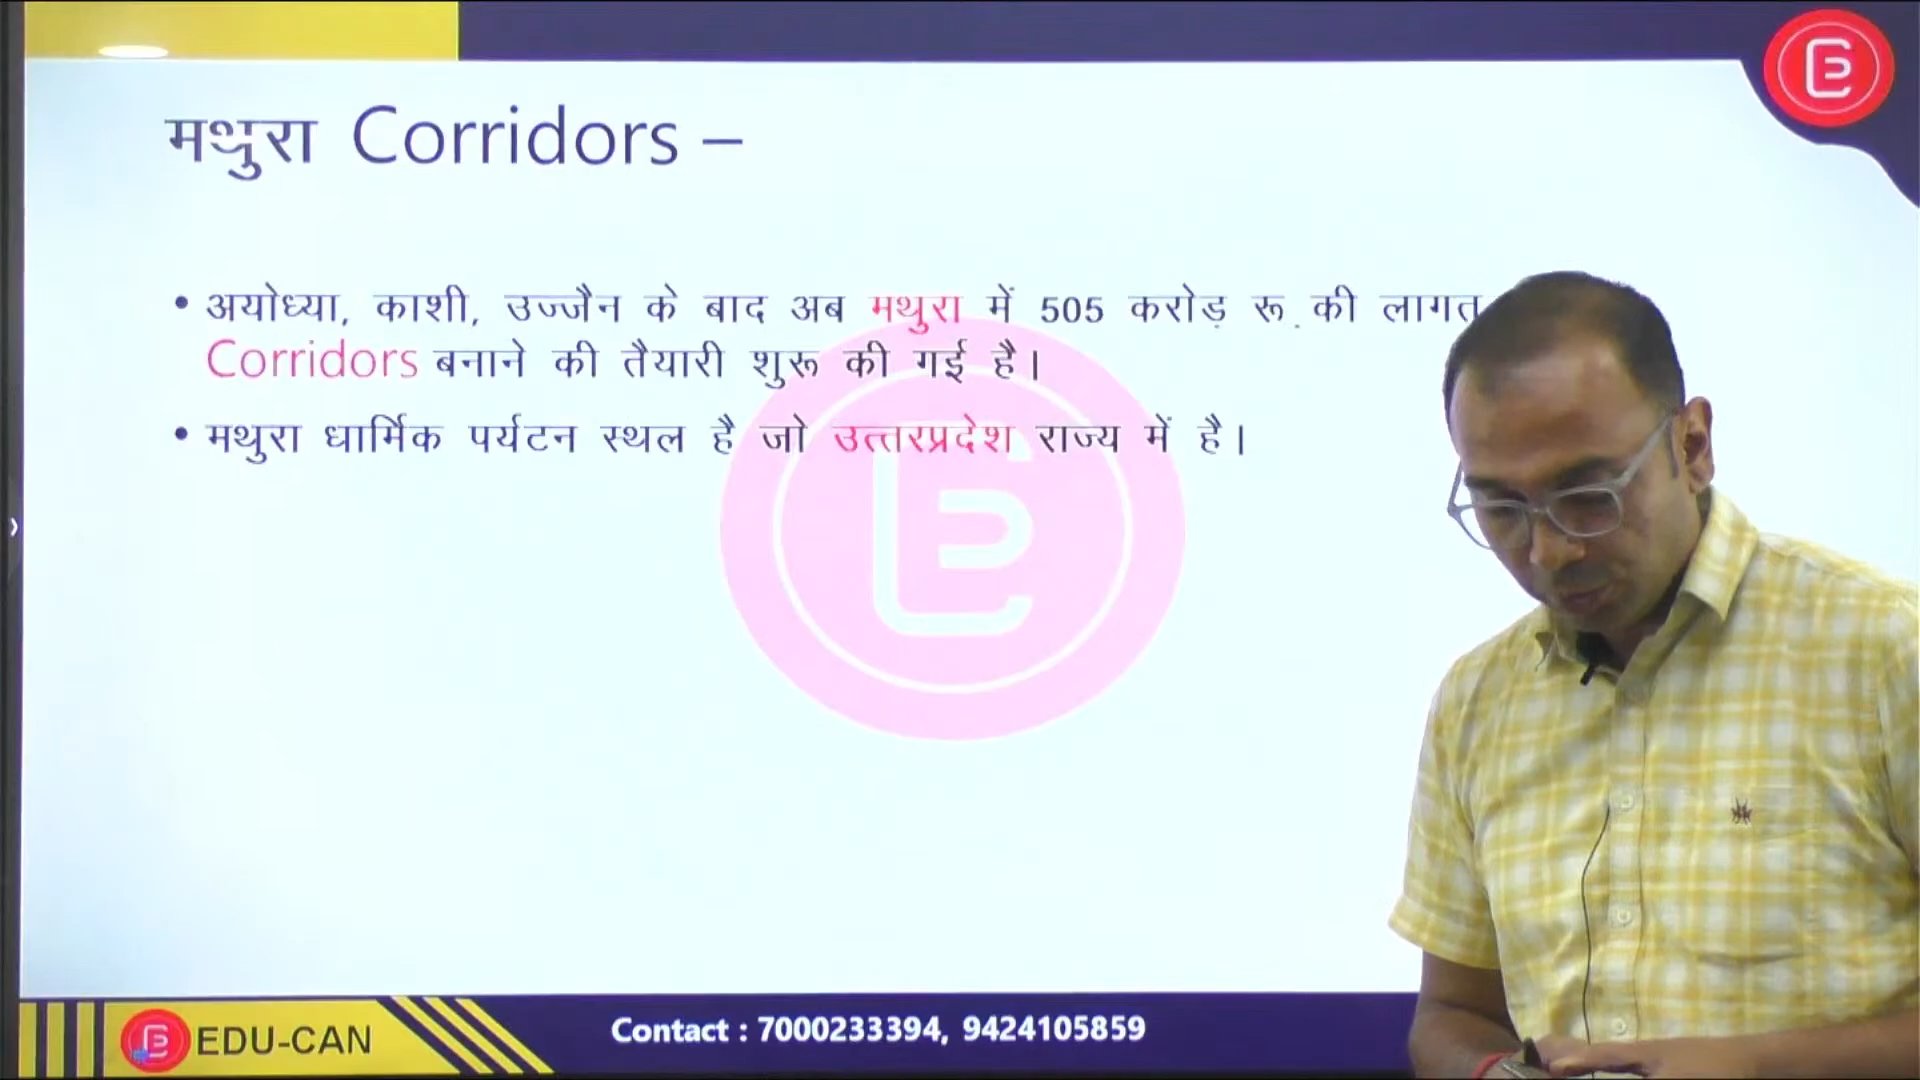 मथुरा Corridors –
• अयोध्या, काशी, उज्जैन के बाद अब मथुरा में 505 करोड़ रू. की लागत
Corridors बनाने की तैयारी शुरू की गई है।
• मथुरा धार्मिक पर्यटन स्थल है जो उत्तरप्रदेश राज्य में है।
EDU-CAN
Contact : 7000233394, 9424105859